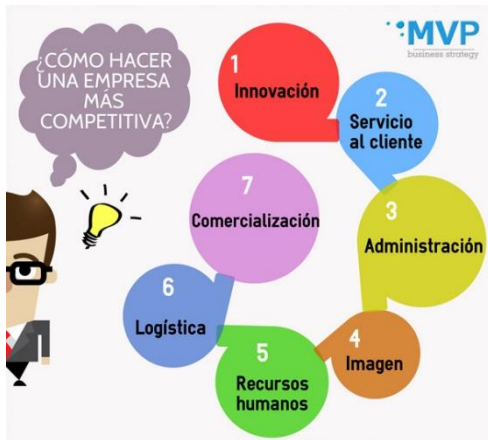 ¿CÓMO HACER
UNA EMPRESA
MÁS
COMPETITIVA?
MVP
business strategy
1
Innovación
2
Servicio
al cliente
3
Administración
4
Imagen
5
Recursos
humanos
6
Logística
7
Comercialización